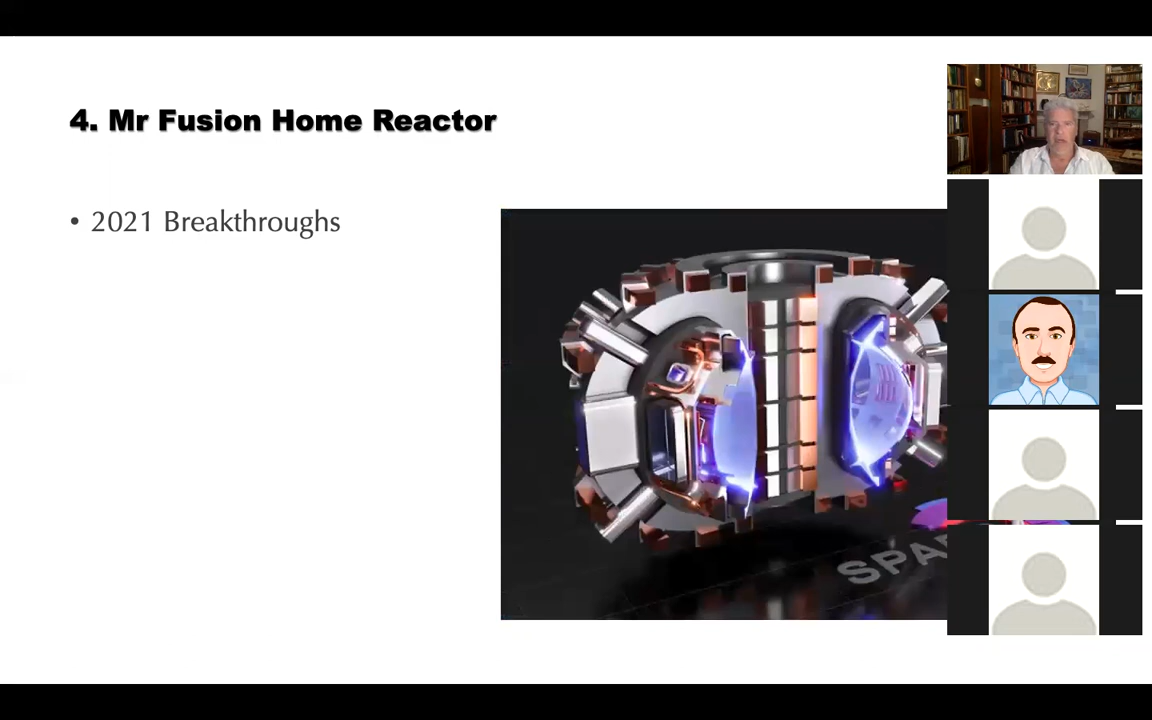 4. Mr Fusion Home Reactor
• 2021 Breakthroughs